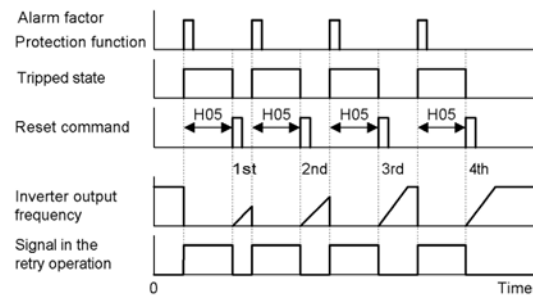 Alarm factor
Protection function
Tripped state
H05 H05 H05 H05
Reset command
1st 2nd 3rd 4th
Inverter output
frequency
Signal in the
retry operation
0 Time